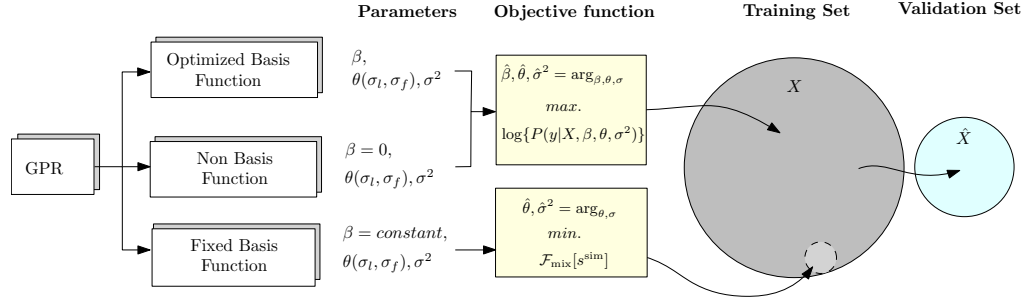 Parameters
Objective function
Training Set
Validation Set
GPR
Optimized Basis
Function
β,
θ(σ_l, σ_f), σ²
Non Basis
Function
β = 0,
θ(σ_l, σ_f), σ²
Fixed Basis
Function
β = constant,
θ(σ_l, σ_f), σ²
β̂, θ̂, σ̂² = arg_{β,θ,σ}
max.
log{P(y|X, β, θ, σ²)}
θ̂, σ̂² = arg_{θ,σ}
min.
ℱ_mix[s^sim]
X
X̂